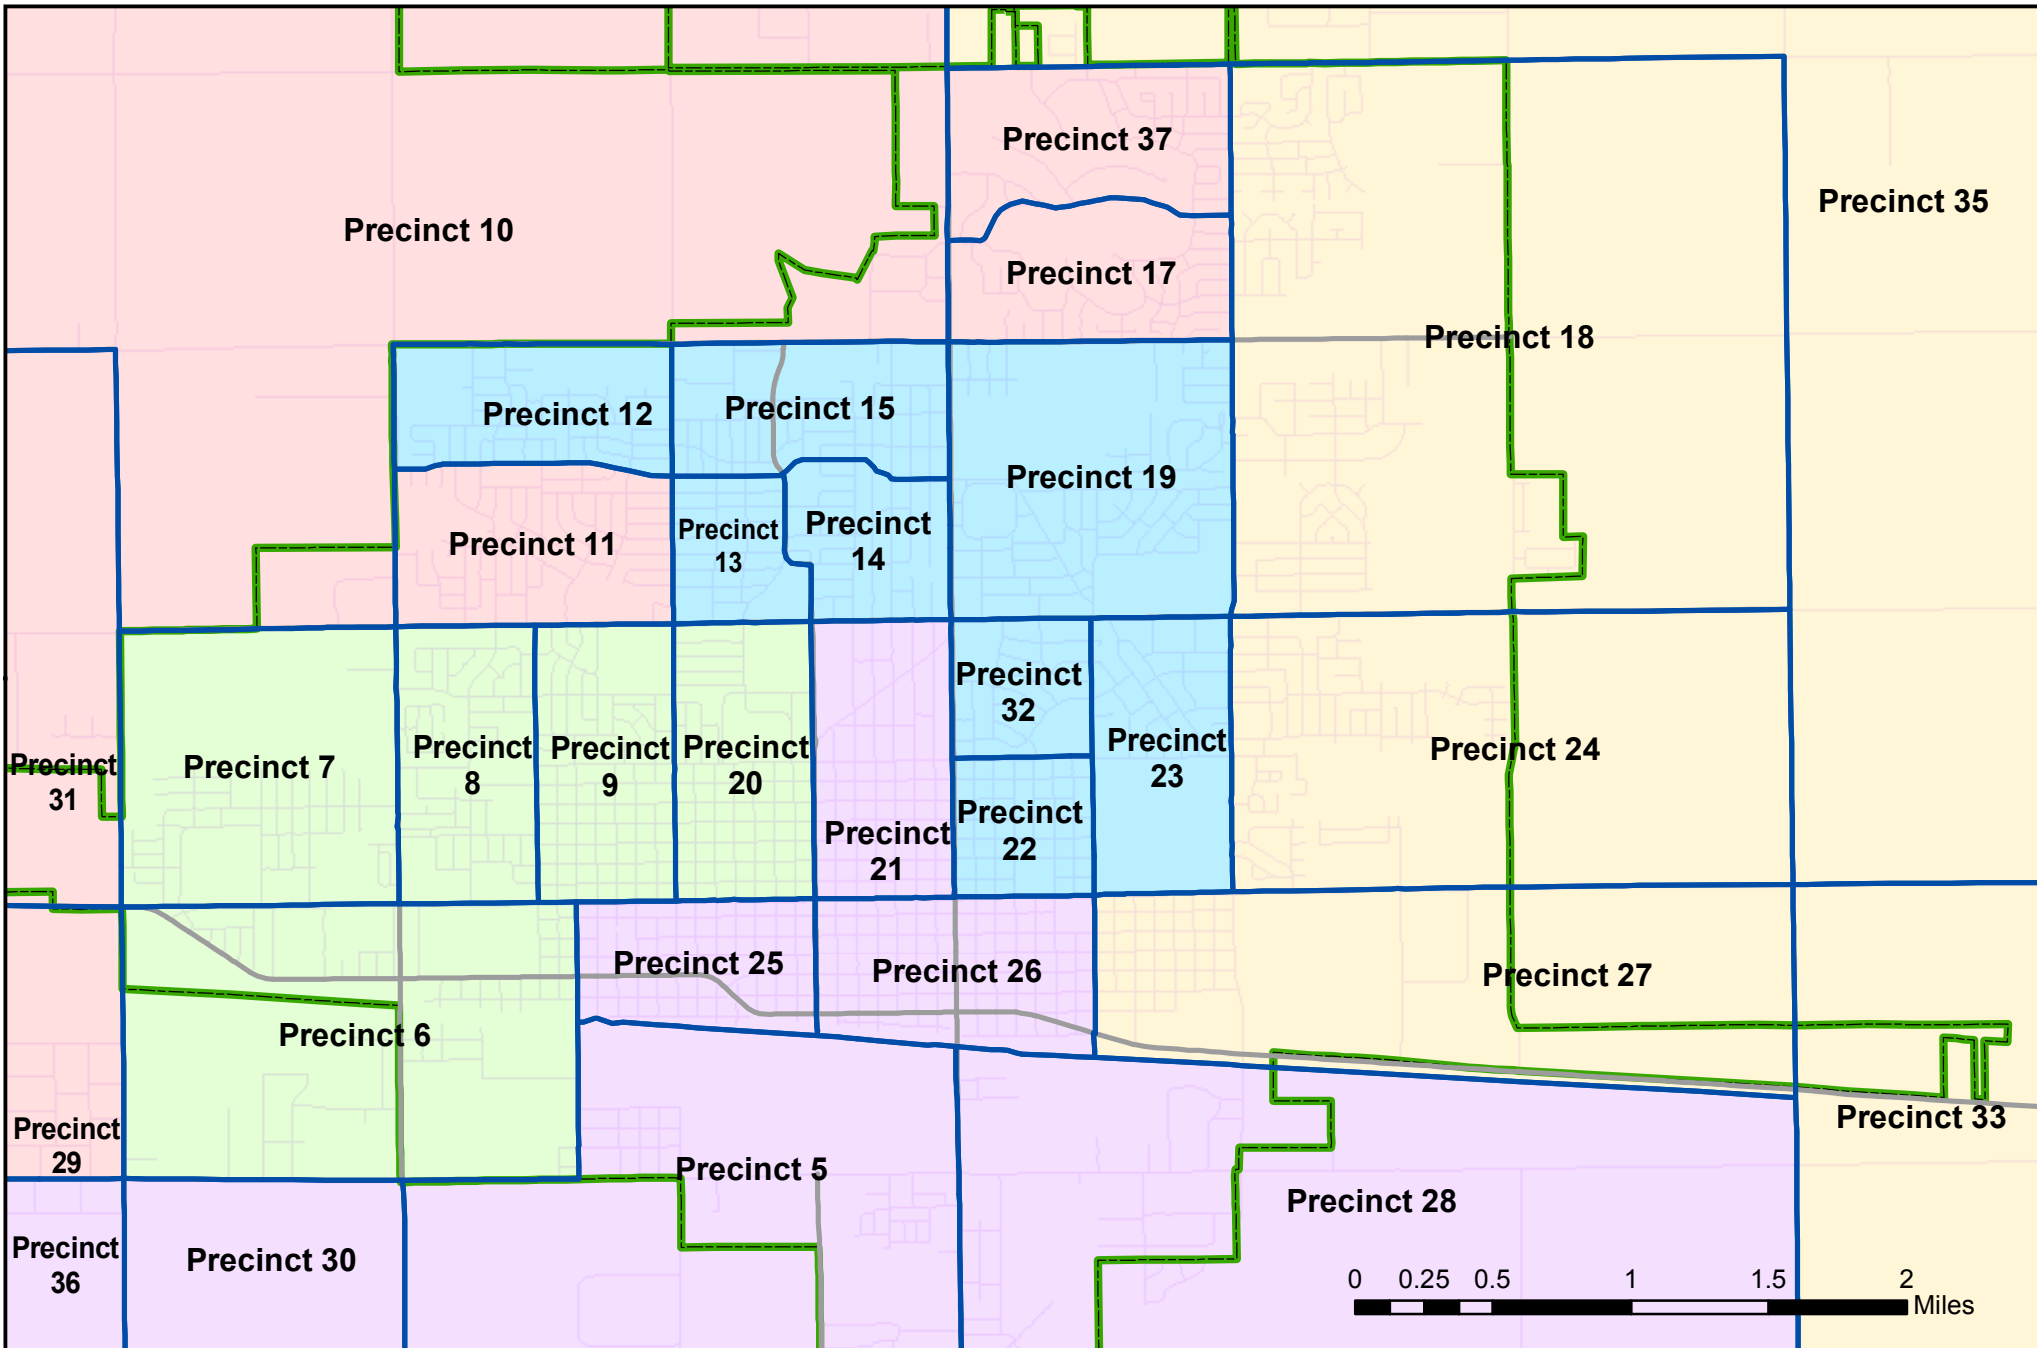 Precinct 37
Precinct 35
Precinct 10
Precinct 17
Precinct 18
Precinct 12
Precinct 15
Precinct 19
Precinct 11
Precinct
13
Precinct
14
Precinct
32
Precinct
31
Precinct 7
Precinct
8
Precinct
9
Precinct
20
Precinct
21
Precinct
22
Precinct
23
Precinct 24
Precinct 25
Precinct 26
Precinct 27
Precinct 6
Precinct
29
Precinct 33
Precinct 5
Precinct 28
Precinct
36
Precinct 30
0 0.25 0.5 1 1.5 2
Miles